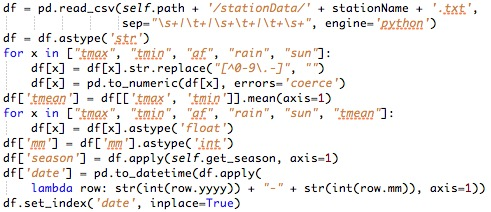 df = pd.read_csv(self.path + '/stationData/' + stationName + '.txt',
sep="\s+|\t+|\s+\t+|\t+\s+", engine='python')
df = df.astype('str')
for x in ["tmax", "tmin", "af", "rain", "sun"]:
df[x] = df[x].str.replace("[^0-9\.-]", "")
df[x] = pd.to_numeric(df[x], errors='coerce')
df['tmean'] = df[['tmax', 'tmin']].mean(axis=1)
for x in ["tmax", "tmin", "af", "rain", "sun", "tmean"]:
df[x] = df[x].astype('float')
df['mm'] = df['mm'].astype('int')
df['season'] = df.apply(self.get_season, axis=1)
df['date'] = pd.to_datetime(df.apply(
lambda row: str(int(row.yyyy)) + "-" + str(int(row.mm)), axis=1))
df.set_index('date', inplace=True)